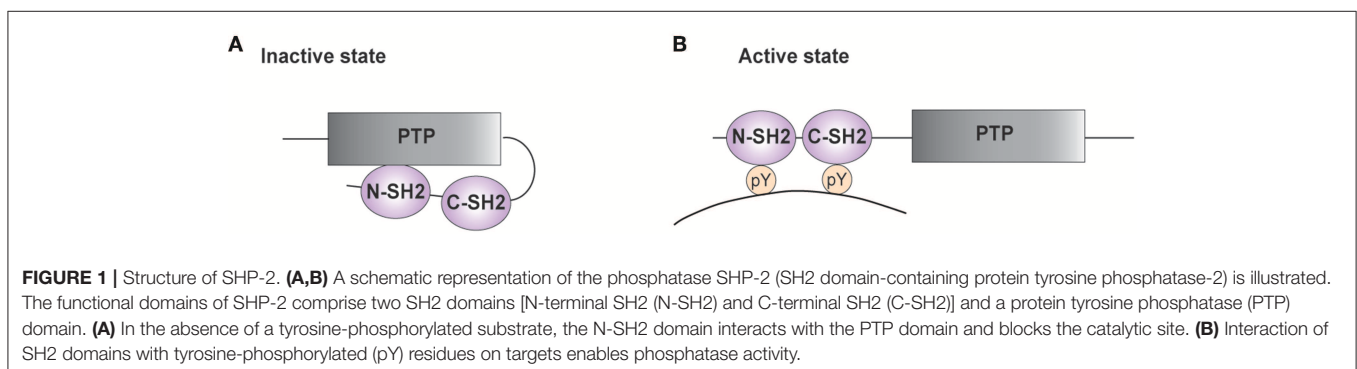 A
Inactive state
PTP
N-SH2
C-SH2
B
Active state
N-SH2
C-SH2
PTP
pY
pY
FIGURE 1 | Structure of SHP-2. (A,B) A schematic representation of the phosphatase SHP-2 (SH2 domain-containing protein tyrosine phosphatase-2) is illustrated.
The functional domains of SHP-2 comprise two SH2 domains [N-terminal SH2 (N-SH2) and C-terminal SH2 (C-SH2)] and a protein tyrosine phosphatase (PTP)
domain. (A) In the absence of a tyrosine-phosphorylated substrate, the N-SH2 domain interacts with the PTP domain and blocks the catalytic site. (B) Interaction of
SH2 domains with tyrosine-phosphorylated (pY) residues on targets enables phosphatase activity.